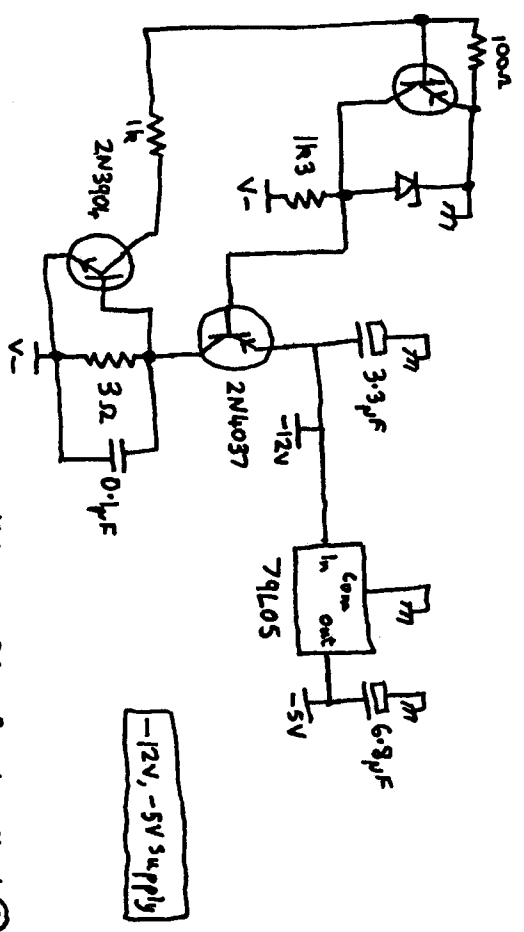 100Ω
1k3
V-
1k
2N3904
3Ω
V-
0.1µF
2N4037
3.3µF
-12V
In
Com
Out
79L05
-5V
6.8µF
-12V, -5V Supply